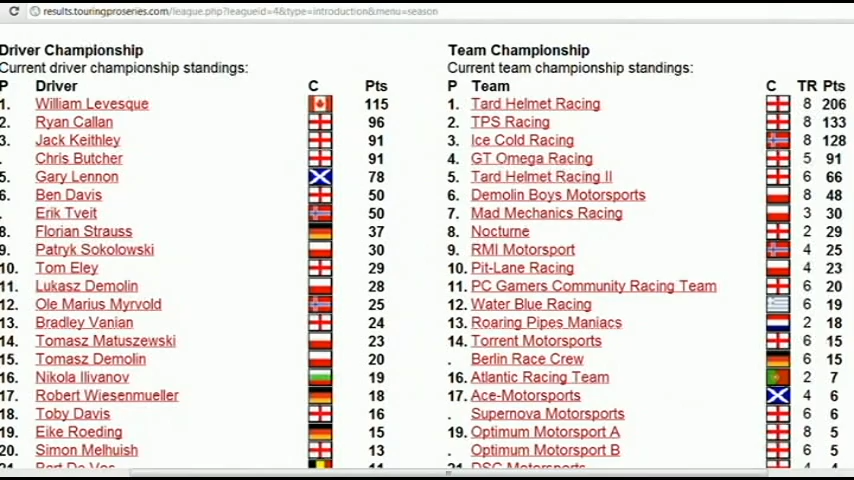 results.touringproseries.com/league.php?leagueid=4&type=introduction&menu=season
Driver Championship
Current driver championship standings:
P Driver C Pts
1. William Levesque 115
2. Ryan Callan 96
3. Jack Keithley 91
. Chris Butcher 91
5. Gary Lennon 78
6. Ben Davis 50
. Erik Tveit 50
8. Florian Strauss 37
9. Patryk Sokolowski 30
10. Tom Eley 29
11. Lukasz Demolin 28
12. Ole Marius Myrvold 25
13. Bradley Vanian 24
14. Tomasz Matuszewski 23
15. Tomasz Demolin 20
16. Nikola Ilivanov 19
17. Robert Wiesenmueller 18
18. Toby Davis 16
19. Eike Roeding 15
20. Simon Melhuish 13
21. Bart De Vos 11
Team Championship
Current team championship standings:
P Team C TR Pts
1. Tard Helmet Racing 8 206
2. TPS Racing 8 133
3. Ice Cold Racing 8 128
4. GT Omega Racing 5 91
5. Tard Helmet Racing II 6 66
6. Demolin Boys Motorsports 8 48
7. Mad Mechanics Racing 3 30
8. Nocturne 2 29
9. RMI Motorsport 4 25
10. Pit-Lane Racing 4 23
11. PC Gamers Community Racing Team 6 20
12. Water Blue Racing 6 19
13. Roaring Pipes Maniacs 2 18
14. Torrent Motorsports 6 15
. Berlin Race Crew 6 15
16. Atlantic Racing Team 2 7
17. Ace-Motorsports 4 6
. Supernova Motorsports 6 6
19. Optimum Motorsport A 8 5
. Optimum Motorsport B 6 5
21. DSG Motorsports 4 4